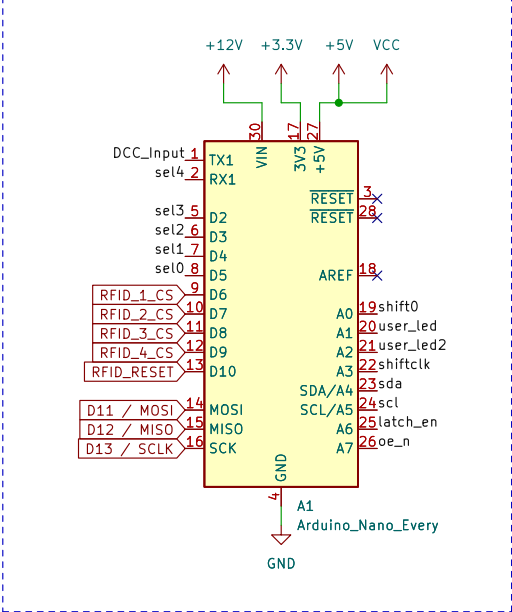 +12V +3.3V +5V VCC
30 17 27
VIN 3V3 +5V
DCC_Input 1 TX1
sel4 2 RX1
RESET 3
sel3 5 D2 RESET 28
sel2 6 D3
sel1 7 D4
sel0 8 D5 AREF 18
RFID_1_CS 9 D6
RFID_2_CS 10 D7 A0 19 shift0
RFID_3_CS 11 D8 A1 20 user_led
RFID_4_CS 12 D9 A2 21 user_led2
RFID_RESET 13 D10 A3 22 shiftclk
SDA/A4 23 sda
D11 / MOSI 14 MOSI SCL/A5 24 scl
D12 / MISO 15 MISO A6 25 latch_en
D13 / SCLK 16 SCK A7 26 oe_n
GND
4
A1
Arduino_Nano_Every
GND